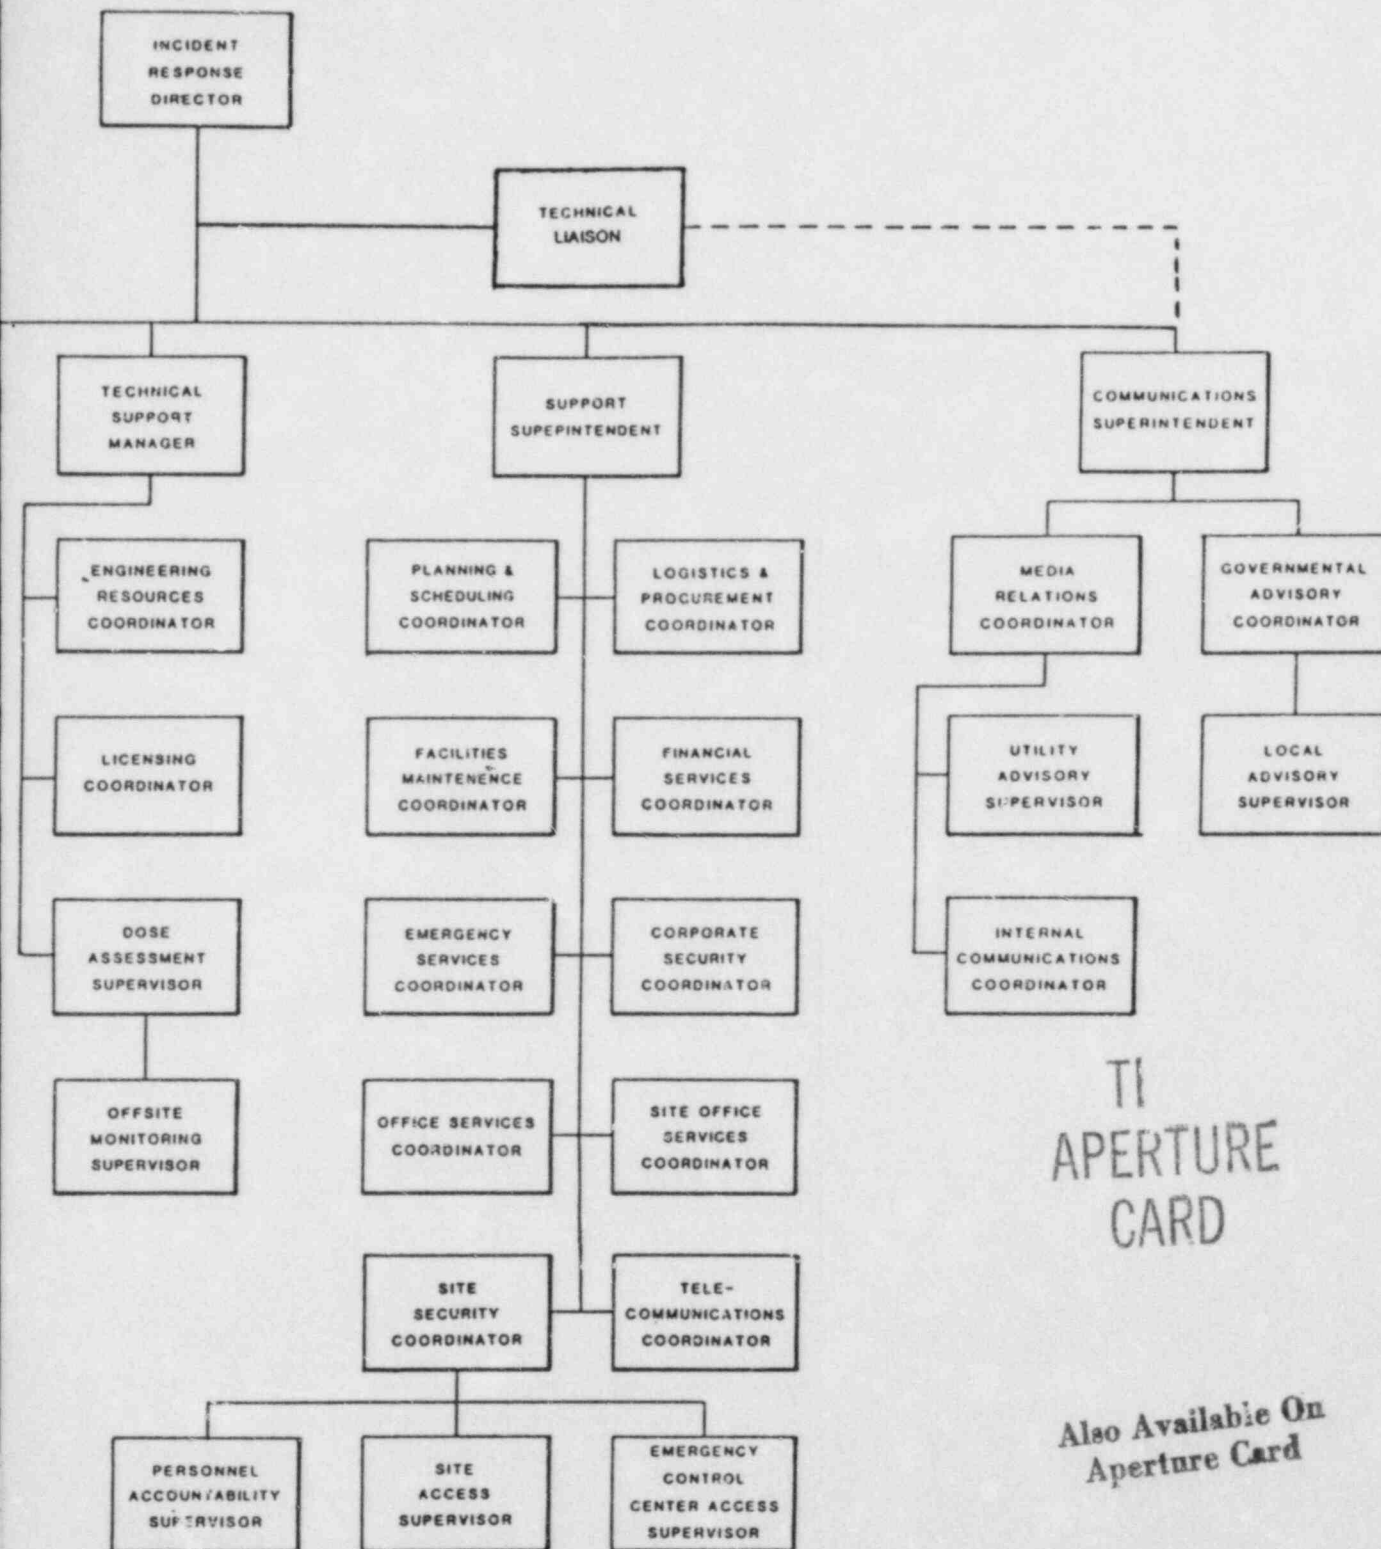 INCIDENT
RESPONSE
DIRECTOR
TECHNICAL
LIAISON
TECHNICAL
SUPPORT
MANAGER
SUPPORT
SUPEPINTENDENT
COMMUNICATIONS
SUPERINTENDENT
ENGINEERING
RESOURCES
COORDINATOR
PLANNING &
SCHEDULING
COORDINATOR
LOGISTICS &
PROCUREMENT
COORDINATOR
MEDIA
RELATIONS
COORDINATOR
GOVERNMENTAL
ADVISORY
COORDINATOR
LICENSING
COORDINATOR
FACILITIES
MAINTENENCE
COORDINATOR
FINANCIAL
SERVICES
COORDINATOR
UTILITY
ADVISORY
SUPERVISOR
LOCAL
ADVISORY
SUPERVISOR
DOSE
ASSESSMENT
SUPERVISOR
EMERGENCY
SERVICES
COORDINATOR
CORPORATE
SECURITY
COORDINATOR
INTERNAL
COMMUNICATIONS
COORDINATOR
OFFSITE
MONITORING
SUPERVISOR
OFFICE SERVICES
COORDINATOR
SITE OFFICE
SERVICES
COORDINATOR
TI
APERTURE
CARD
SITE
SECURITY
COORDINATOR
TELE-
COMMUNICATIONS
COORDINATOR
PERSONNEL
ACCOUNTABILITY
SUPERVISOR
SITE
ACCESS
SUPERVISOR
EMERGENCY
CONTROL
CENTER ACCESS
SUPERVISOR
Also Available On
Aperture Card